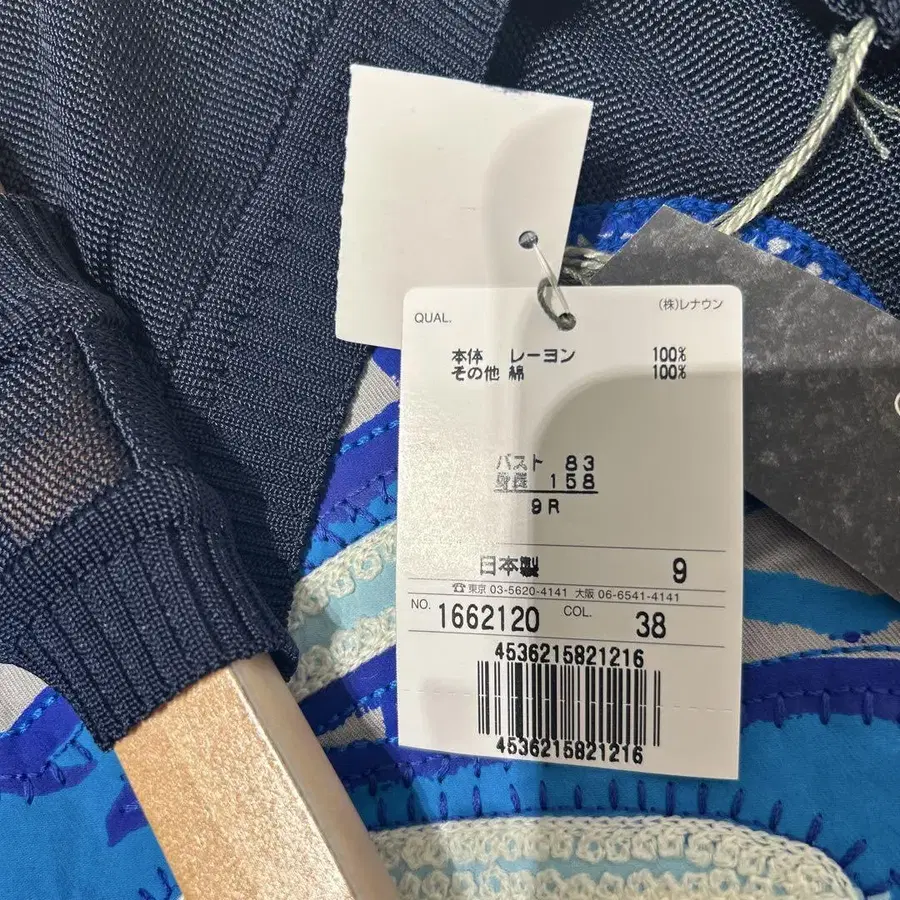 QUAL.
(株)レナウン
本体 レーヨン 100%
その他 綿 100%
バスト 83
身長 158
9R
日本製 9
☎東京 03-5620-4141 大阪 06-6541-4141
NO. 1662120 COL. 38
4536215821216
4536215821216